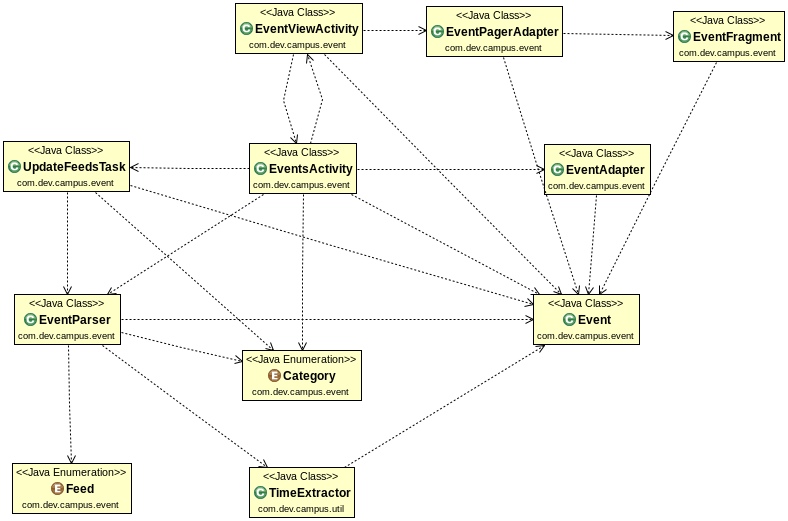 <<Java Class>>
EventViewActivity
com.dev.campus.event
<<Java Class>>
EventPagerAdapter
com.dev.campus.event
<<Java Class>>
EventFragment
com.dev.campus.event
<<Java Class>>
UpdateFeedsTask
com.dev.campus.event
<<Java Class>>
EventsActivity
com.dev.campus.event
<<Java Class>>
EventAdapter
com.dev.campus.event
<<Java Class>>
EventParser
com.dev.campus.event
<<Java Class>>
Event
com.dev.campus.event
<<Java Enumeration>>
Category
com.dev.campus.event
<<Java Enumeration>>
Feed
com.dev.campus.event
<<Java Class>>
TimeExtractor
com.dev.campus.util